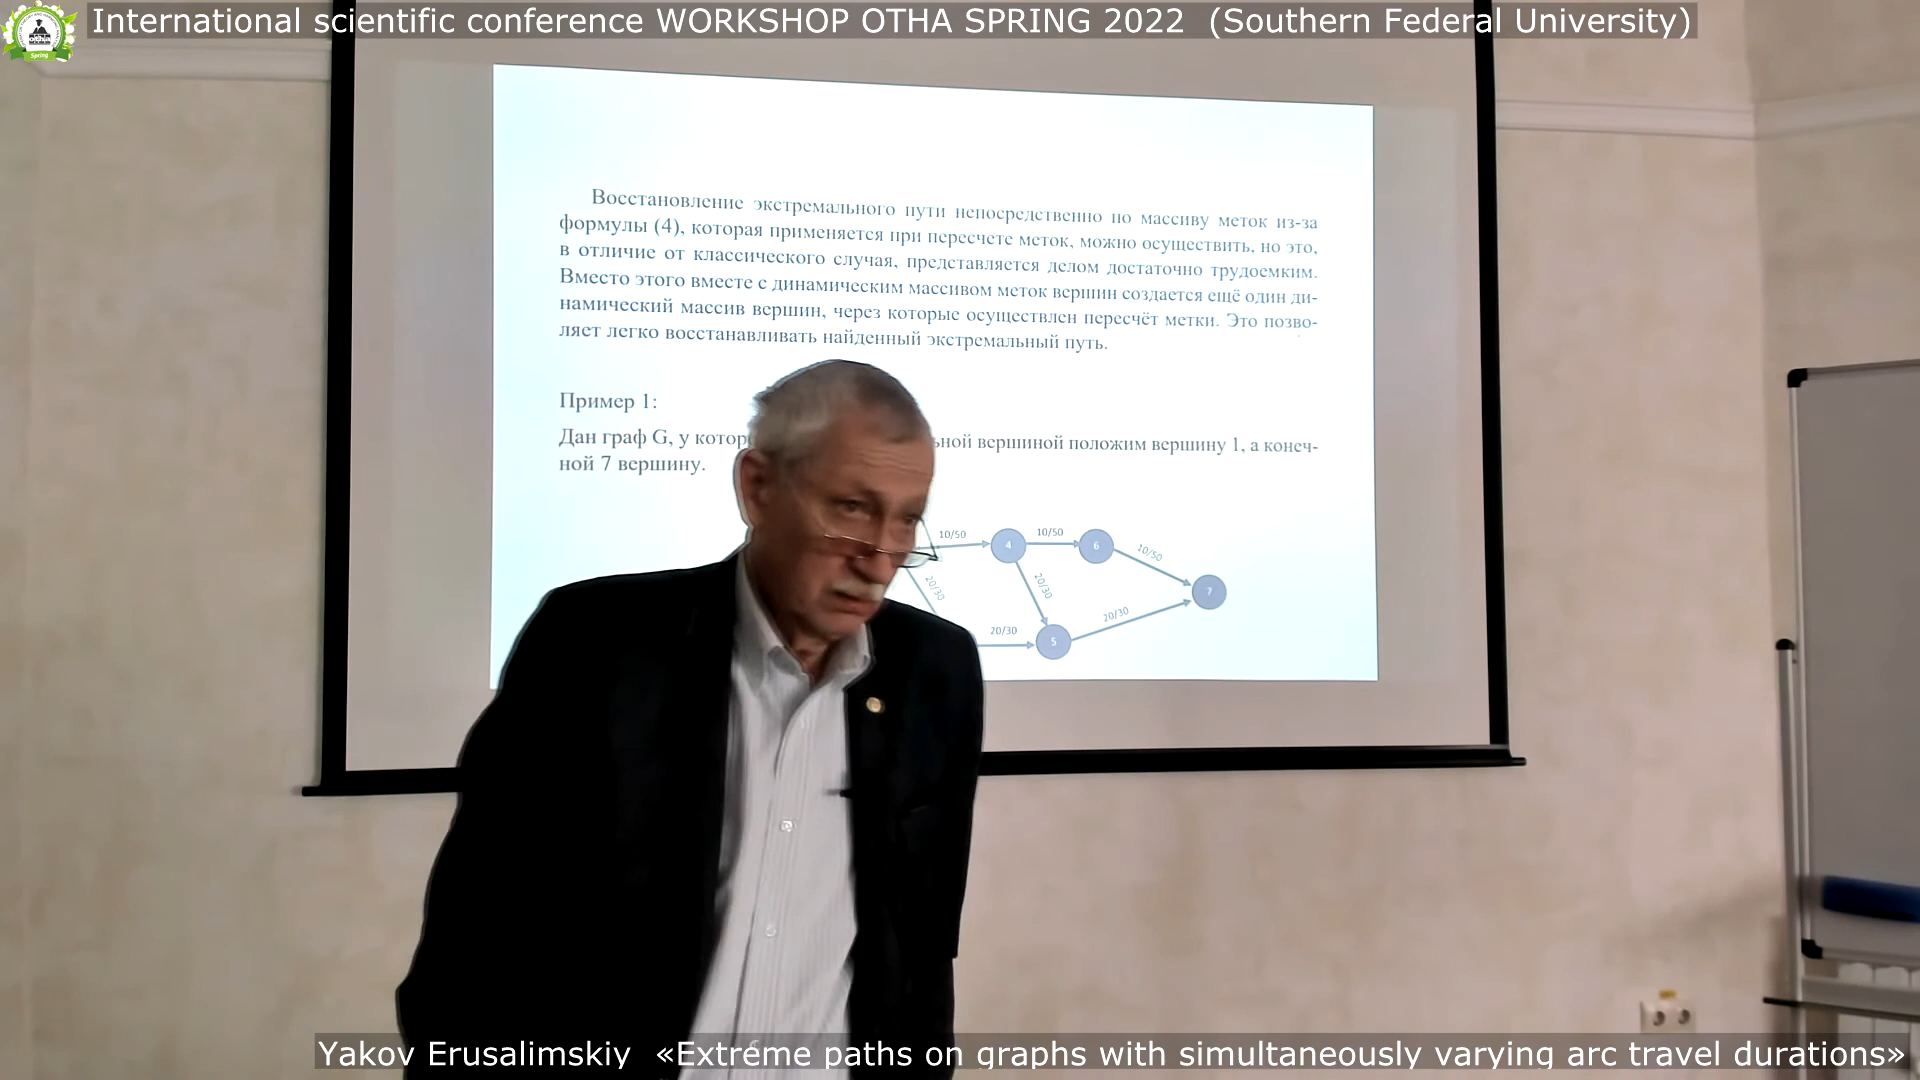 International scientific conference WORKSHOP OTHA SPRING 2022 (Southern Federal University)
Восстановление экстремального пути непосредственно по массиву меток из-за
формулы (4), которая применяется при пересчете меток, можно осуществить, но это,
в отличие от классического случая, представляется делом достаточно трудоемким.
Вместо этого вместе с динамическим массивом меток вершин создается ещё один ди-
намический массив вершин, через которые осуществлен пересчёт метки. Это позво-
ляет легко восстанавливать найденный экстремальный путь.
Пример 1:
Дан граф G, у вершиной положим вершину 1, а конеч-
ной 7 вершину.
10/50 4 10/50 6 10/50
20/30 20/30 7
20/30 5 20/30
Yakov Erusalimskiy «Extreme paths on graphs with simultaneously varying arc travel durations»